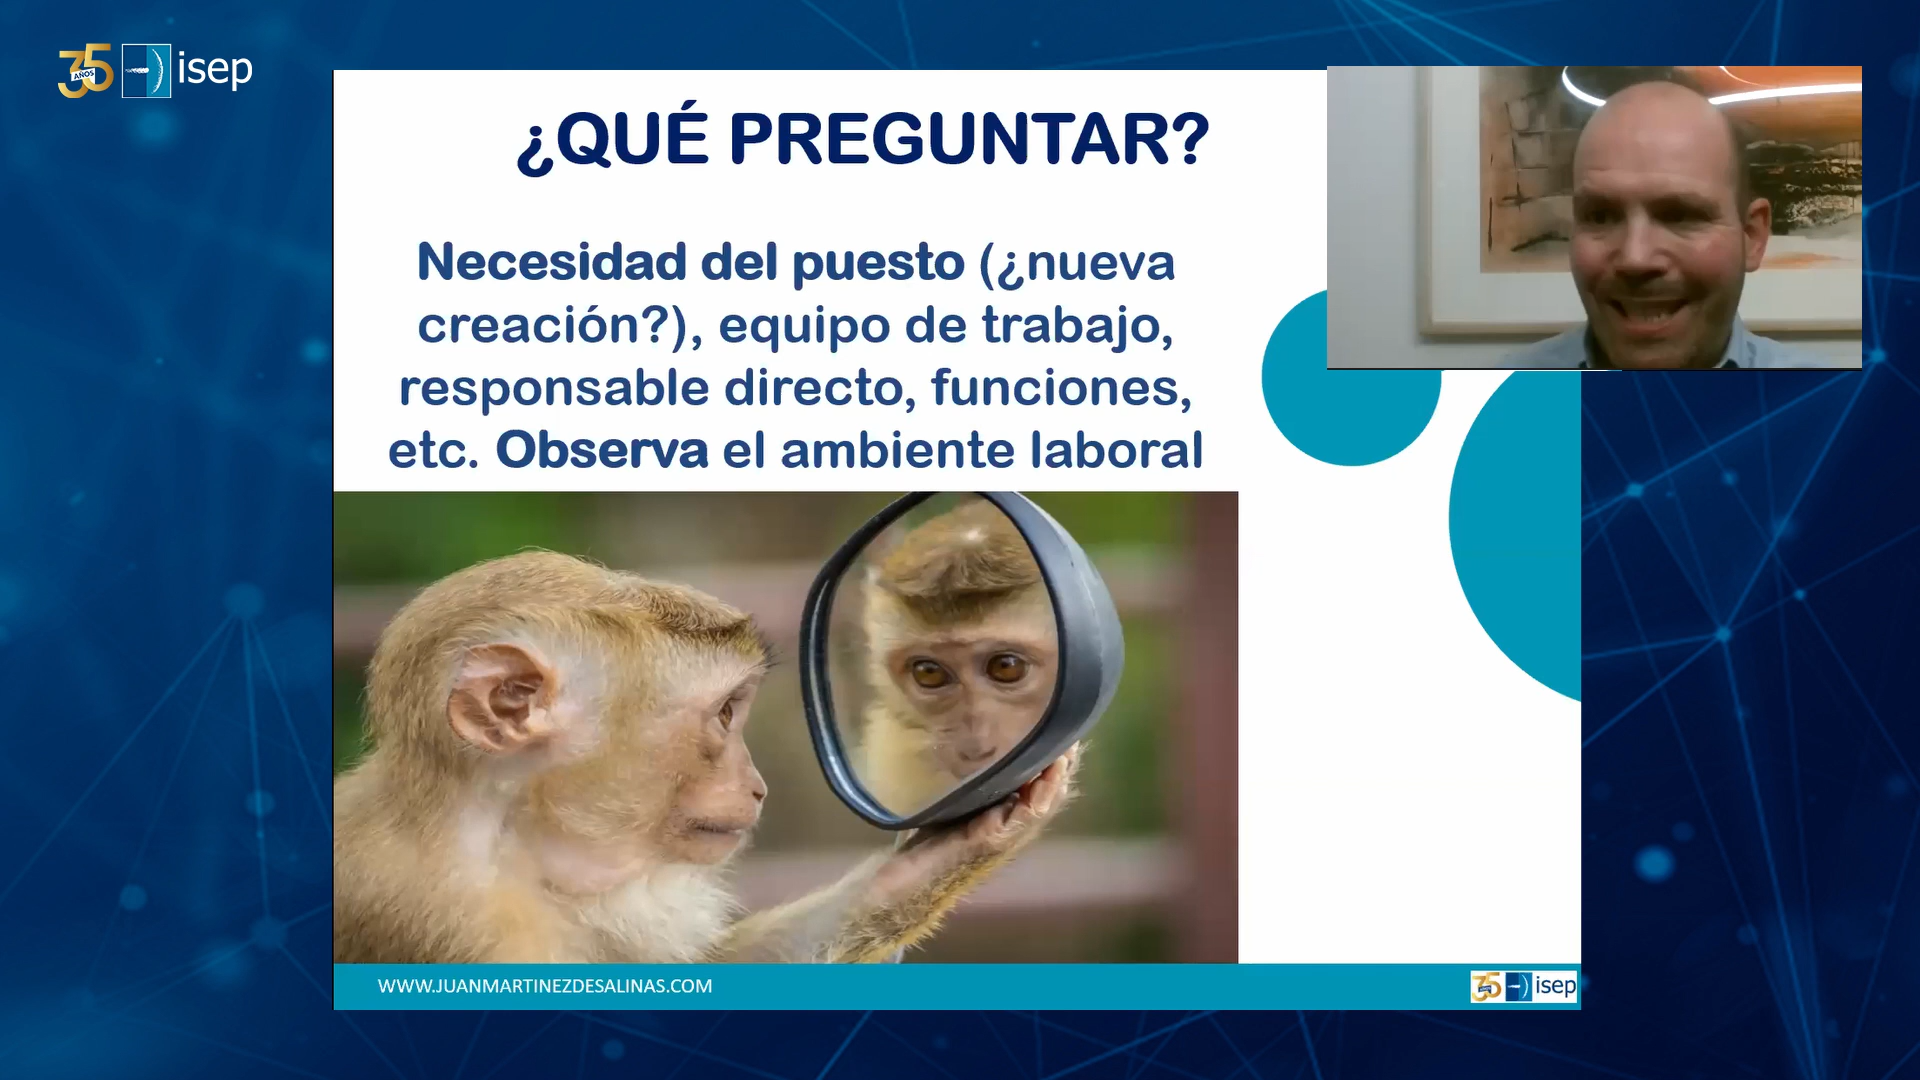 35
AÑOS
isep
¿QUÉ PREGUNTAR?
Necesidad del puesto (¿nueva
creación?), equipo de trabajo,
responsable directo, funciones,
etc. Observa el ambiente laboral
WWW.JUANMARTINEZDESALINAS.COM
35
AÑOS
isep